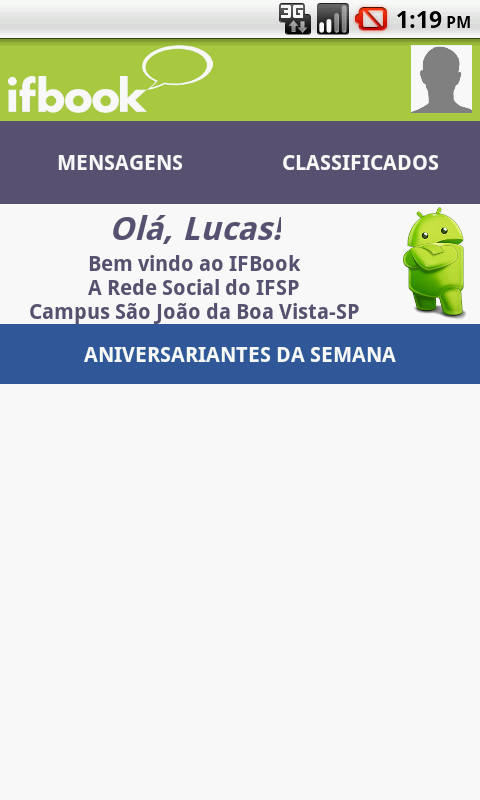 3G 1:19 PM
ifbook
MENSAGENS CLASSIFICADOS
Olá, Lucas!
Bem vindo ao IFBook
A Rede Social do IFSP
Campus São João da Boa Vista-SP
ANIVERSARIANTES DA SEMANA